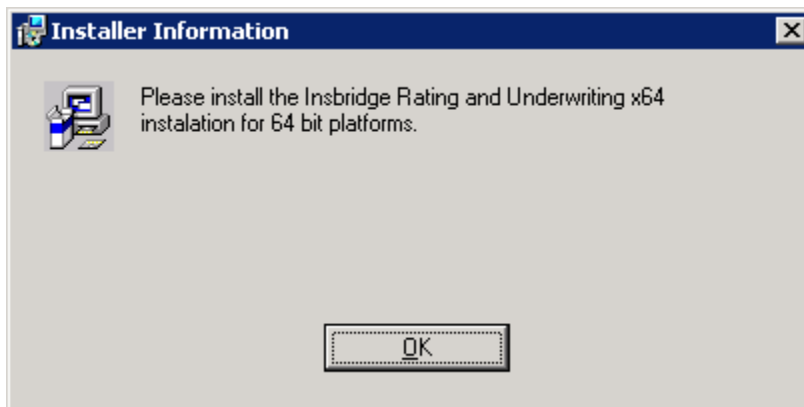 Installer Information
Please install the Insbridge Rating and Underwriting x64
instalation for 64 bit platforms.
OK